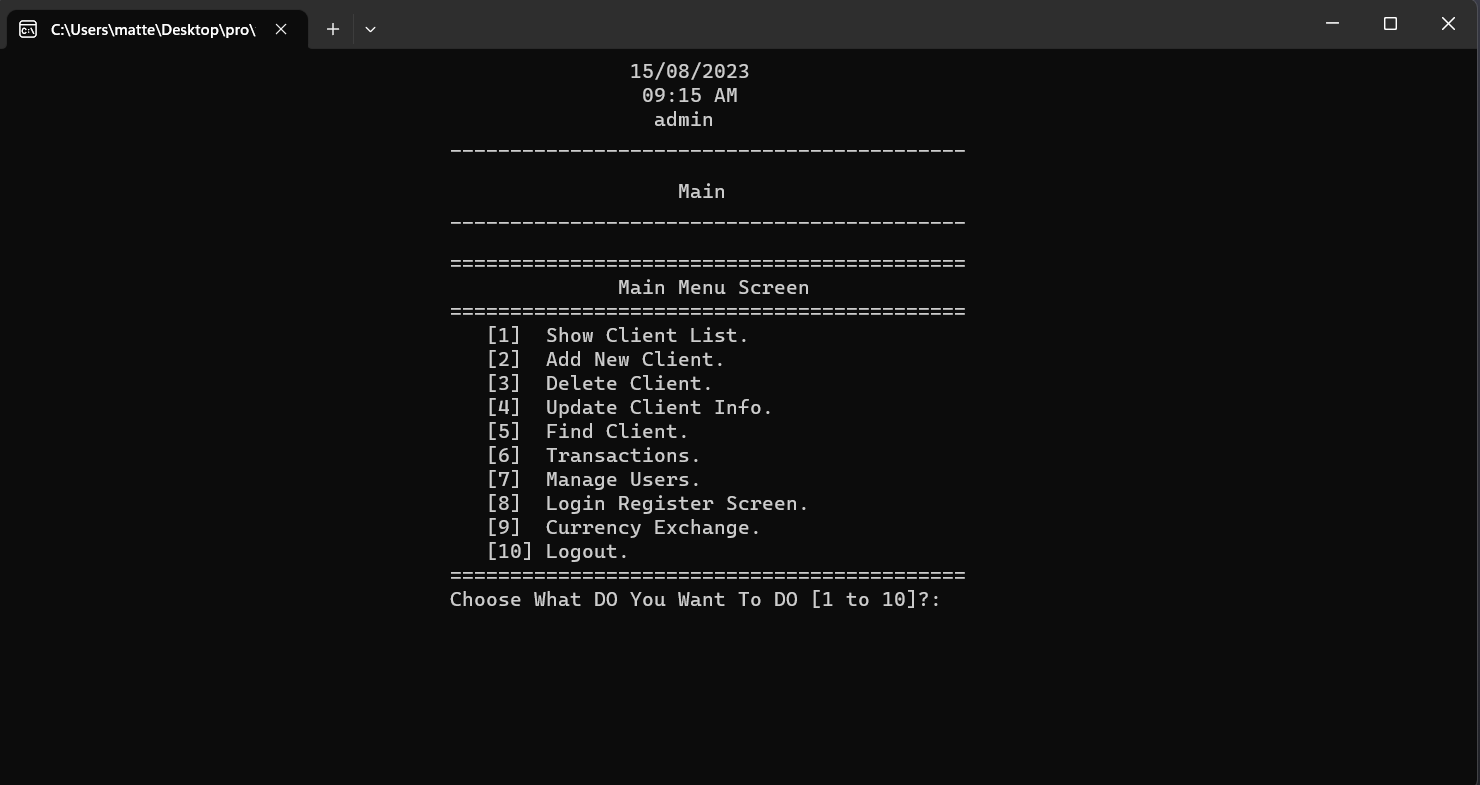 C:\Users\matte\Desktop\pro\
15/08/2023
09:15 AM
admin
-------------------------------------------
Main
-------------------------------------------
===========================================
Main Menu Screen
===========================================
[1]  Show Client List.
[2]  Add New Client.
[3]  Delete Client.
[4]  Update Client Info.
[5]  Find Client.
[6]  Transactions.
[7]  Manage Users.
[8]  Login Register Screen.
[9]  Currency Exchange.
[10] Logout.
===========================================
Choose What DO You Want To DO [1 to 10]?: